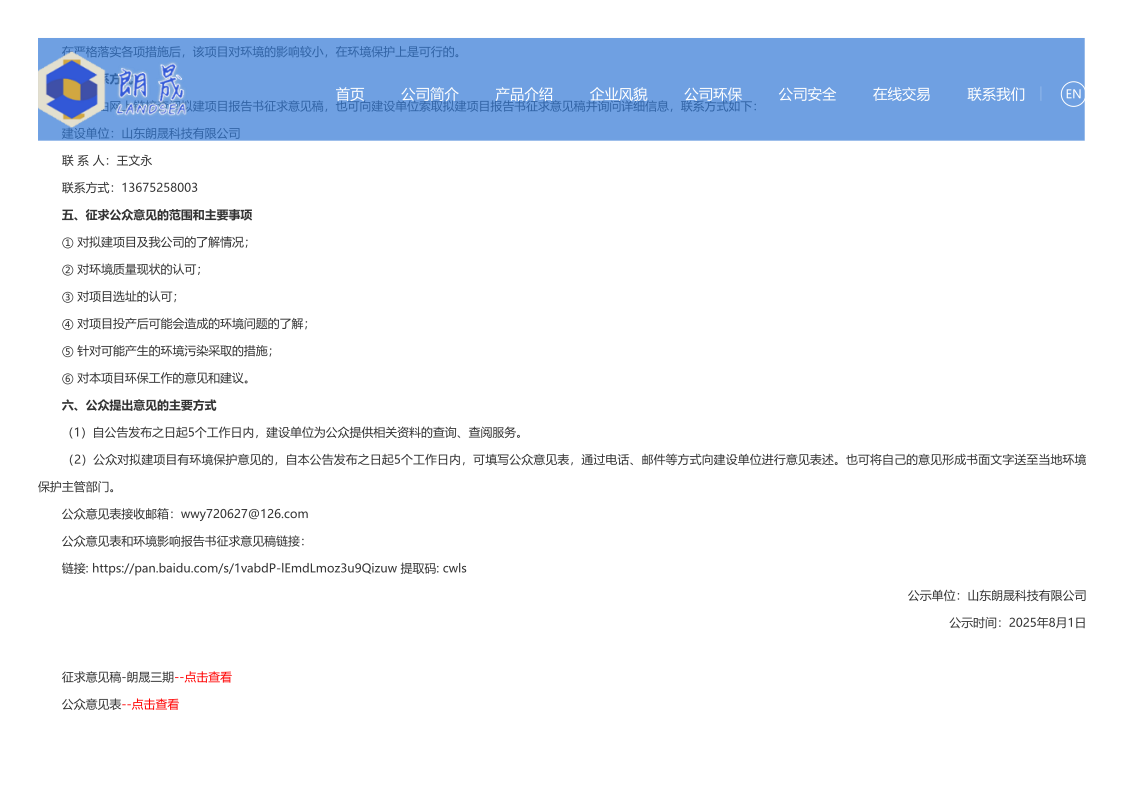 在严格落实各项措施后，该项目对环境的影响较小，在环境保护上是可行的。
朗晟
LANDSEA
首页 公司简介 产品介绍 企业风貌 公司环保 公司安全 在线交易 联系我们 EN
拟建项目报告书征求意见稿，也可向建设单位索取拟建项目报告书征求意见稿并询问详细信息，联系方式如下：
建设单位：山东朗晟科技有限公司
联 系 人：王文永
联系方式：13675258003
五、征求公众意见的范围和主要事项
① 对拟建项目及我公司的了解情况；
② 对环境质量现状的认可；
③ 对项目选址的认可；
④ 对项目投产后可能会造成的环境问题的了解；
⑤ 针对可能产生的环境污染采取的措施；
⑥ 对本项目环保工作的意见和建议。
六、公众提出意见的主要方式
（1）自公告发布之日起5个工作日内，建设单位为公众提供相关资料的查询、查阅服务。
（2）公众对拟建项目有环境保护意见的，自本公告发布之日起5个工作日内，可填写公众意见表，通过电话、邮件等方式向建设单位进行意见表述。也可将自己的意见形成书面文字送至当地环境
保护主管部门。
公众意见表接收邮箱：wwy720627@126.com
公众意见表和环境影响报告书征求意见稿链接：
链接: https://pan.baidu.com/s/1vabdP-lEmdLmoz3u9Qizuw 提取码: cwls
公示单位：山东朗晟科技有限公司
公示时间：2025年8月1日
征求意见稿-朗晟三期--点击查看
公众意见表--点击查看